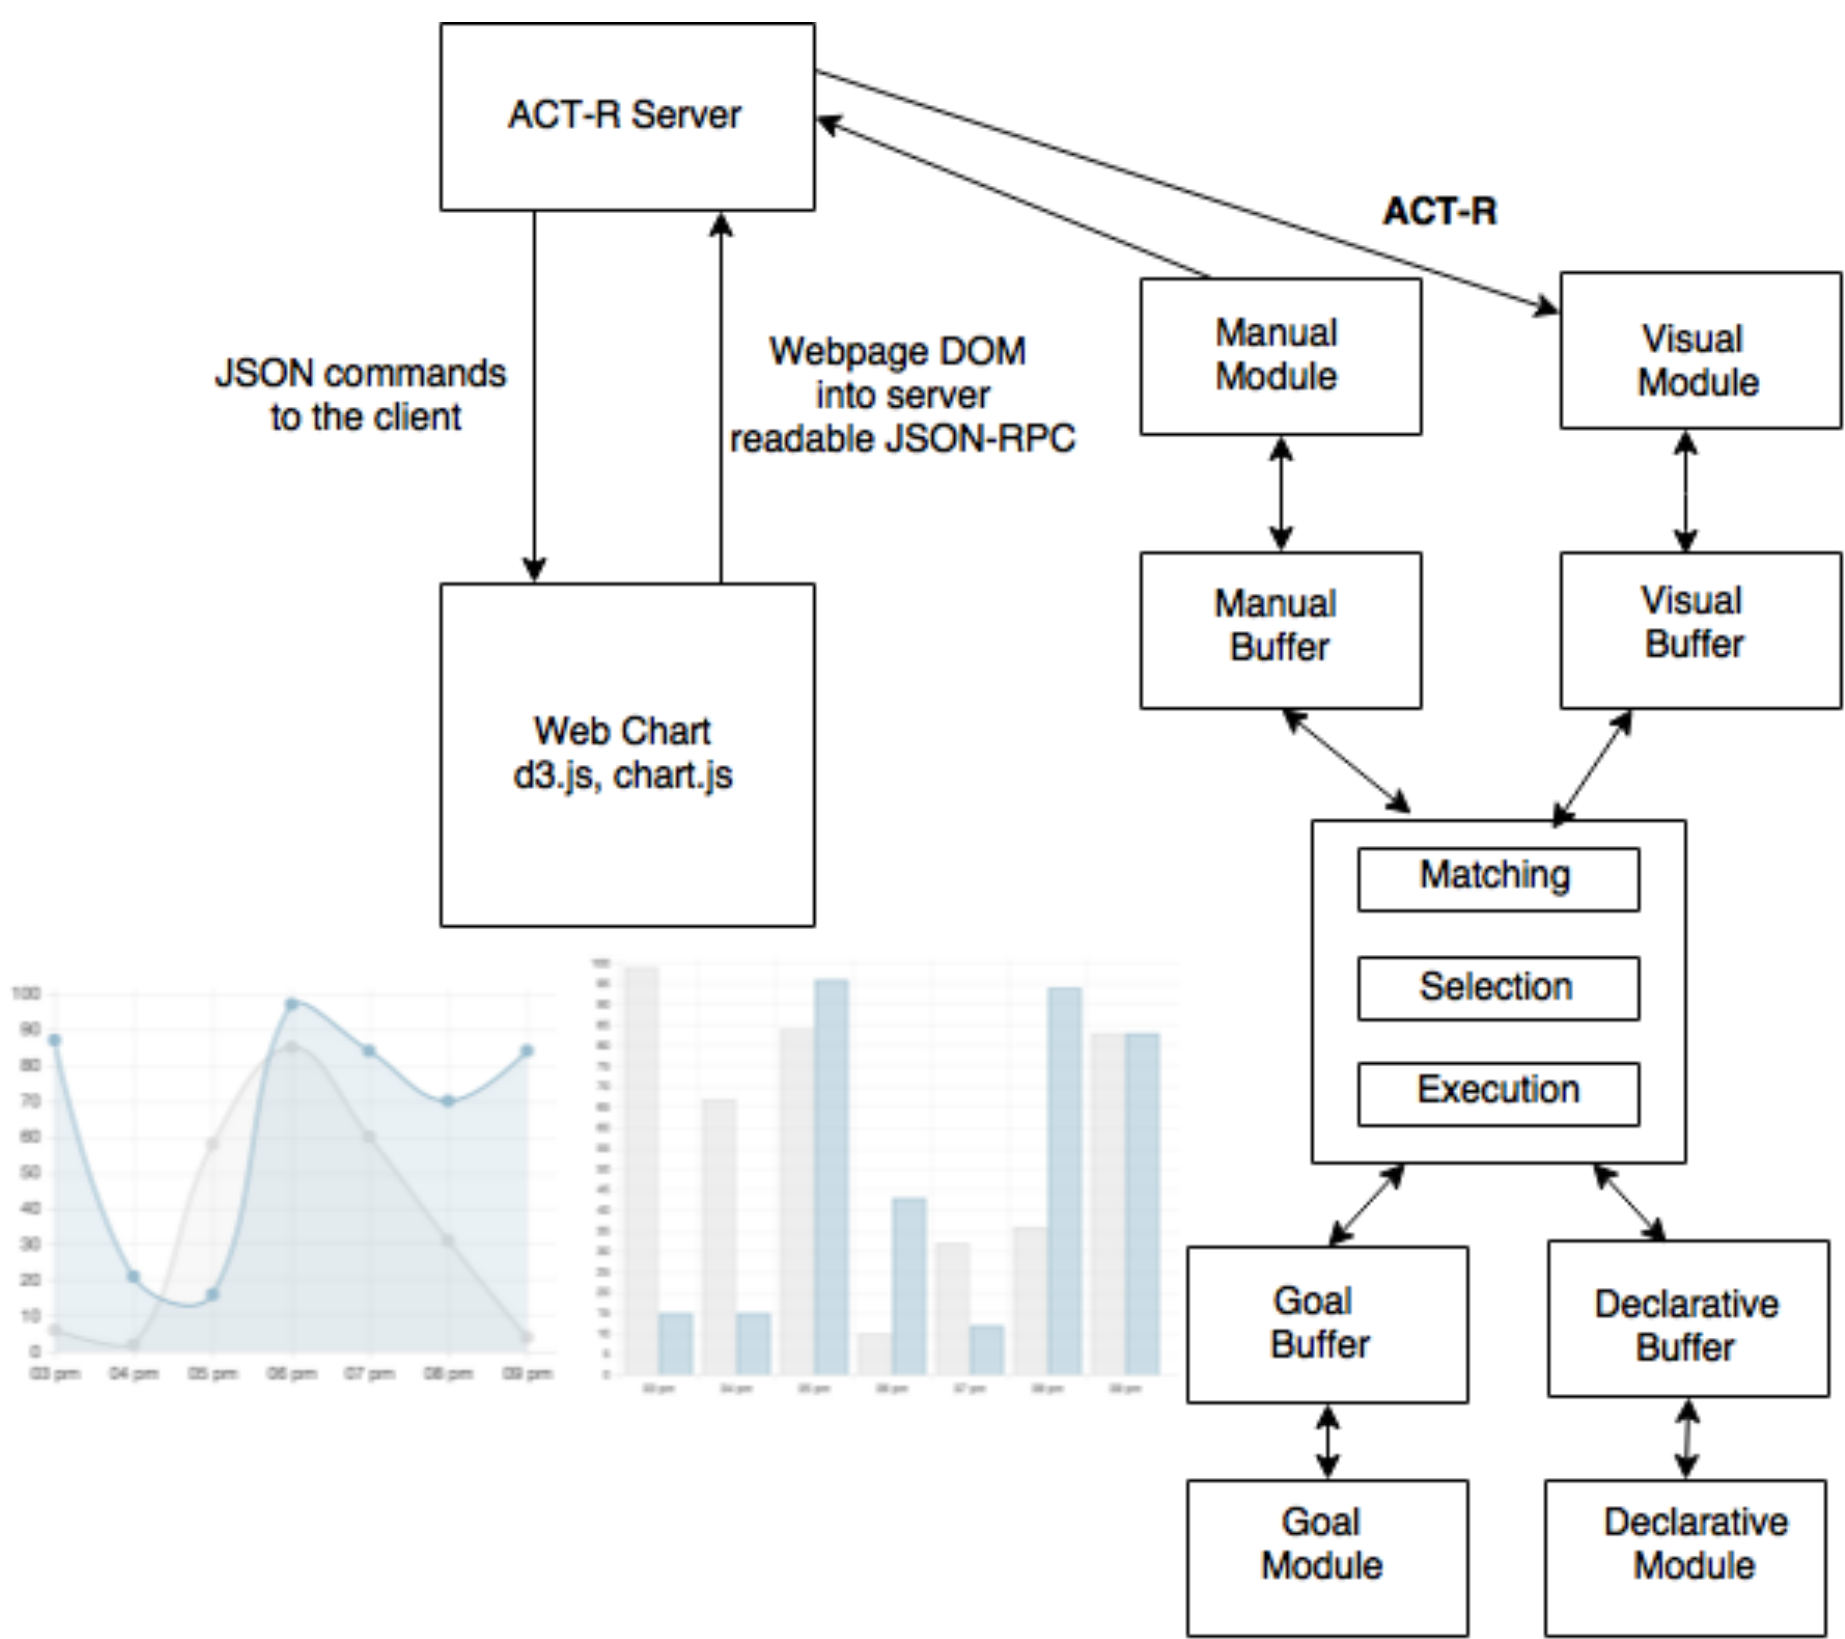 ACT-R Server
ACT-R
JSON commands
to the client
Webpage DOM
into server
readable JSON-RPC
Manual
Module
Visual
Module
Manual
Buffer
Visual
Buffer
Web Chart
d3.js, chart.js
Matching
Selection
Execution
Goal
Buffer
Declarative
Buffer
Goal
Module
Declarative
Module
100
90
80
70
60
50
40
30
20
10
0
03 pm 04 pm 05 pm 06 pm 07 pm 08 pm 09 pm